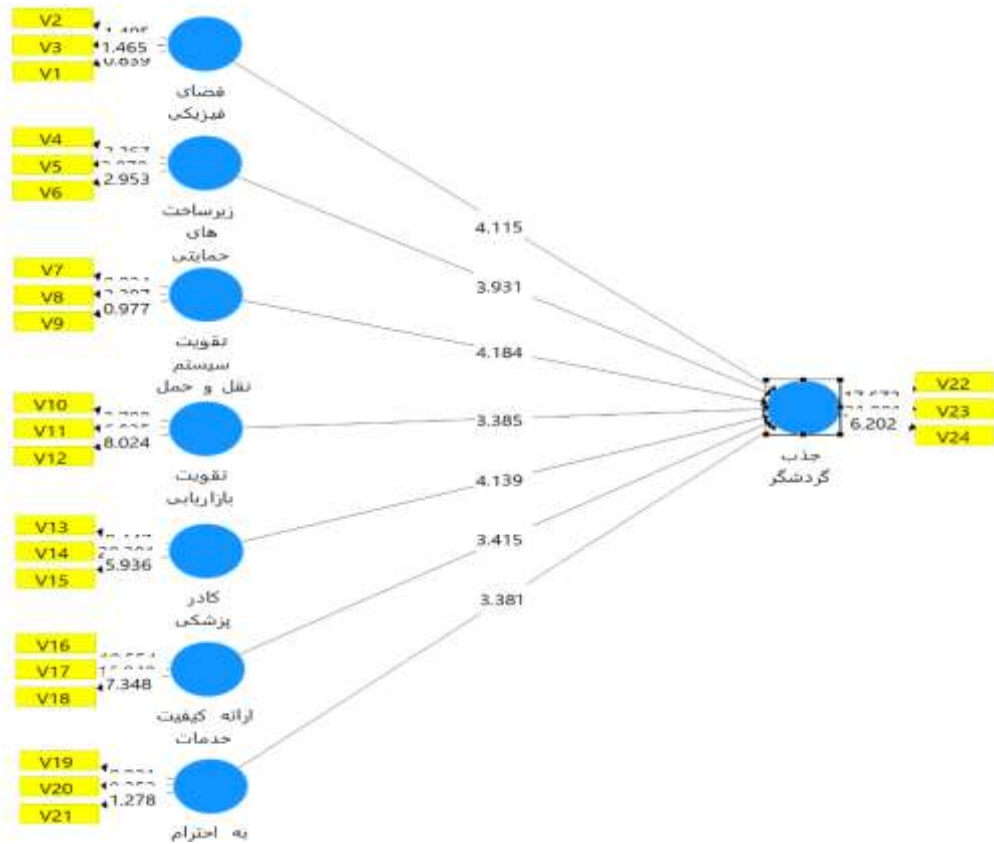 V2
V3
V1
1.465
فضای
فیزیکی
V4
V5
V6
2.953
زیرساخت
های
حمایتی
V7
V8
V9
0.977
تقویت
سیستم
نقل و حمل
V10
V11
V12
8.024
تقویت
بازاریابی
V13
V14
V15
5.936
کادر
پزشکی
V16
V17
V18
7.348
ارائه کیفیت
خدمات
V19
V20
V21
1.278
به احترام
4.115
3.931
4.184
3.385
4.139
3.415
3.381
جذب
گردشگر
6.202
V22
V23
V24